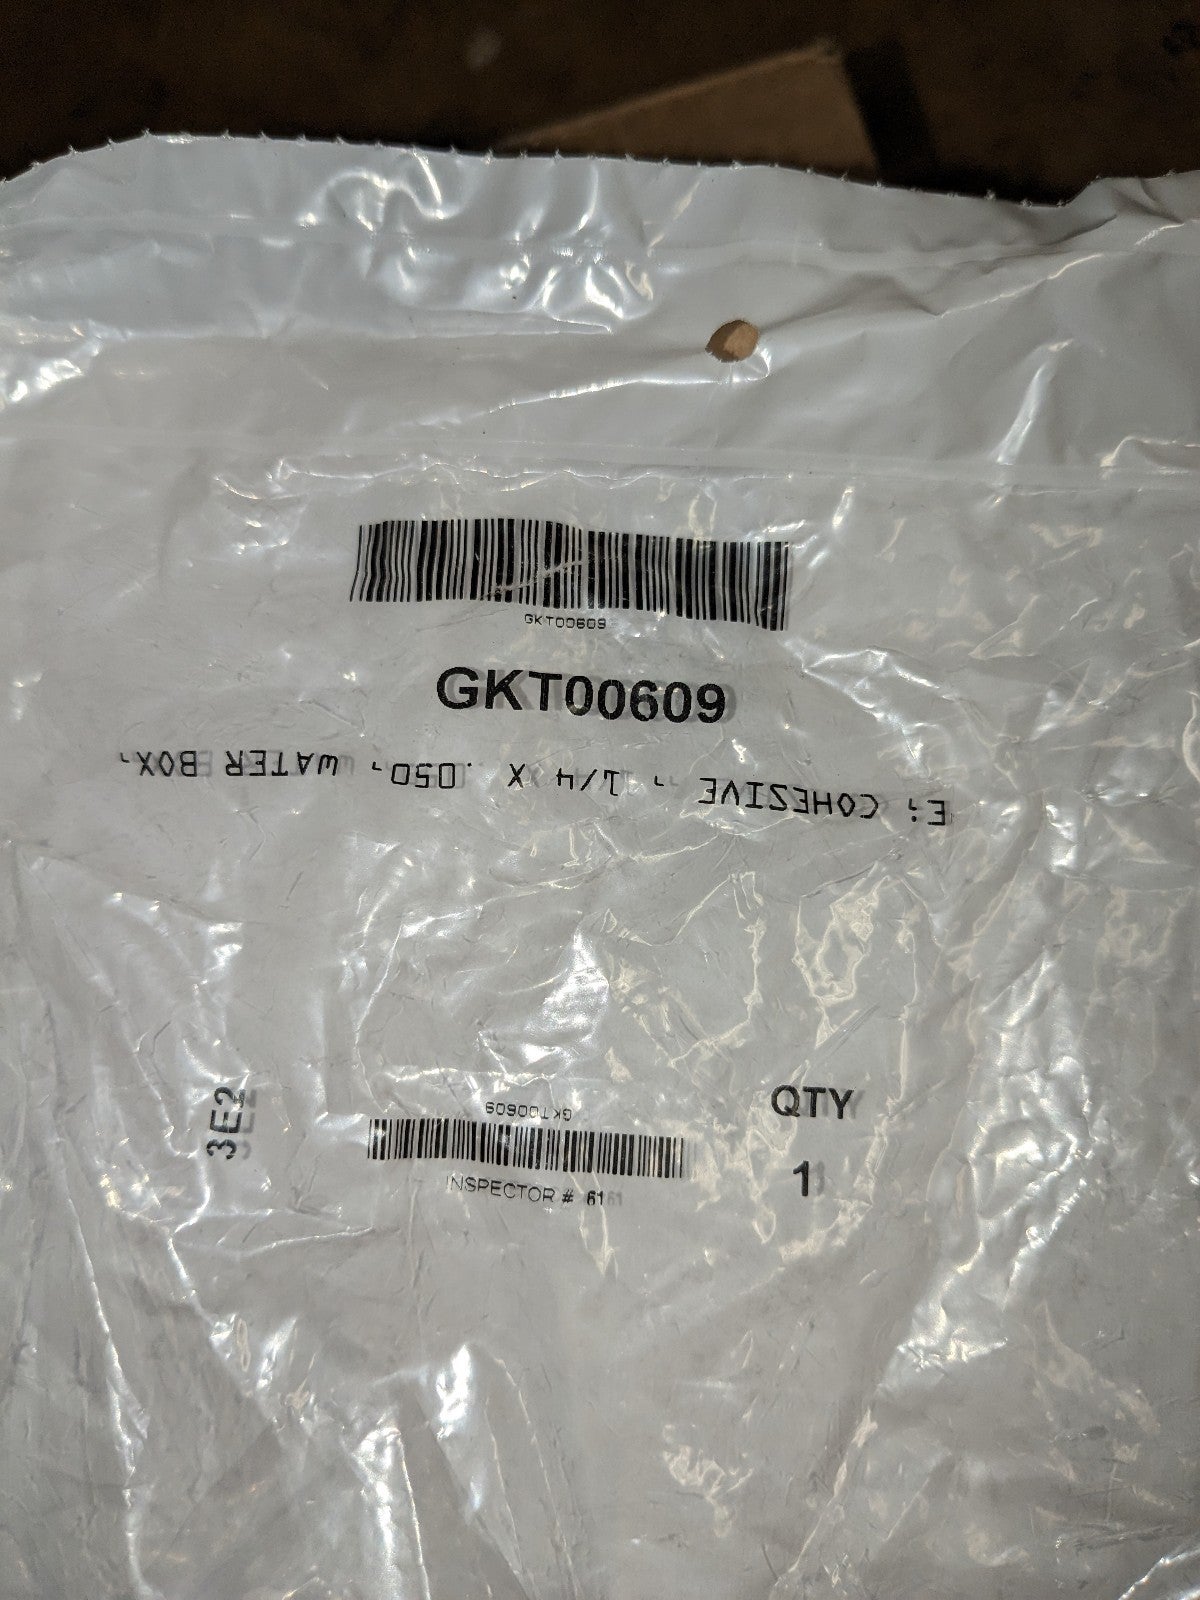 GKT00609
GKT00609
E; COHESIVE , 1/4 X .050, WATER BOX,
3E2
GKT00609
INSPECTOR # 61
QTY
1